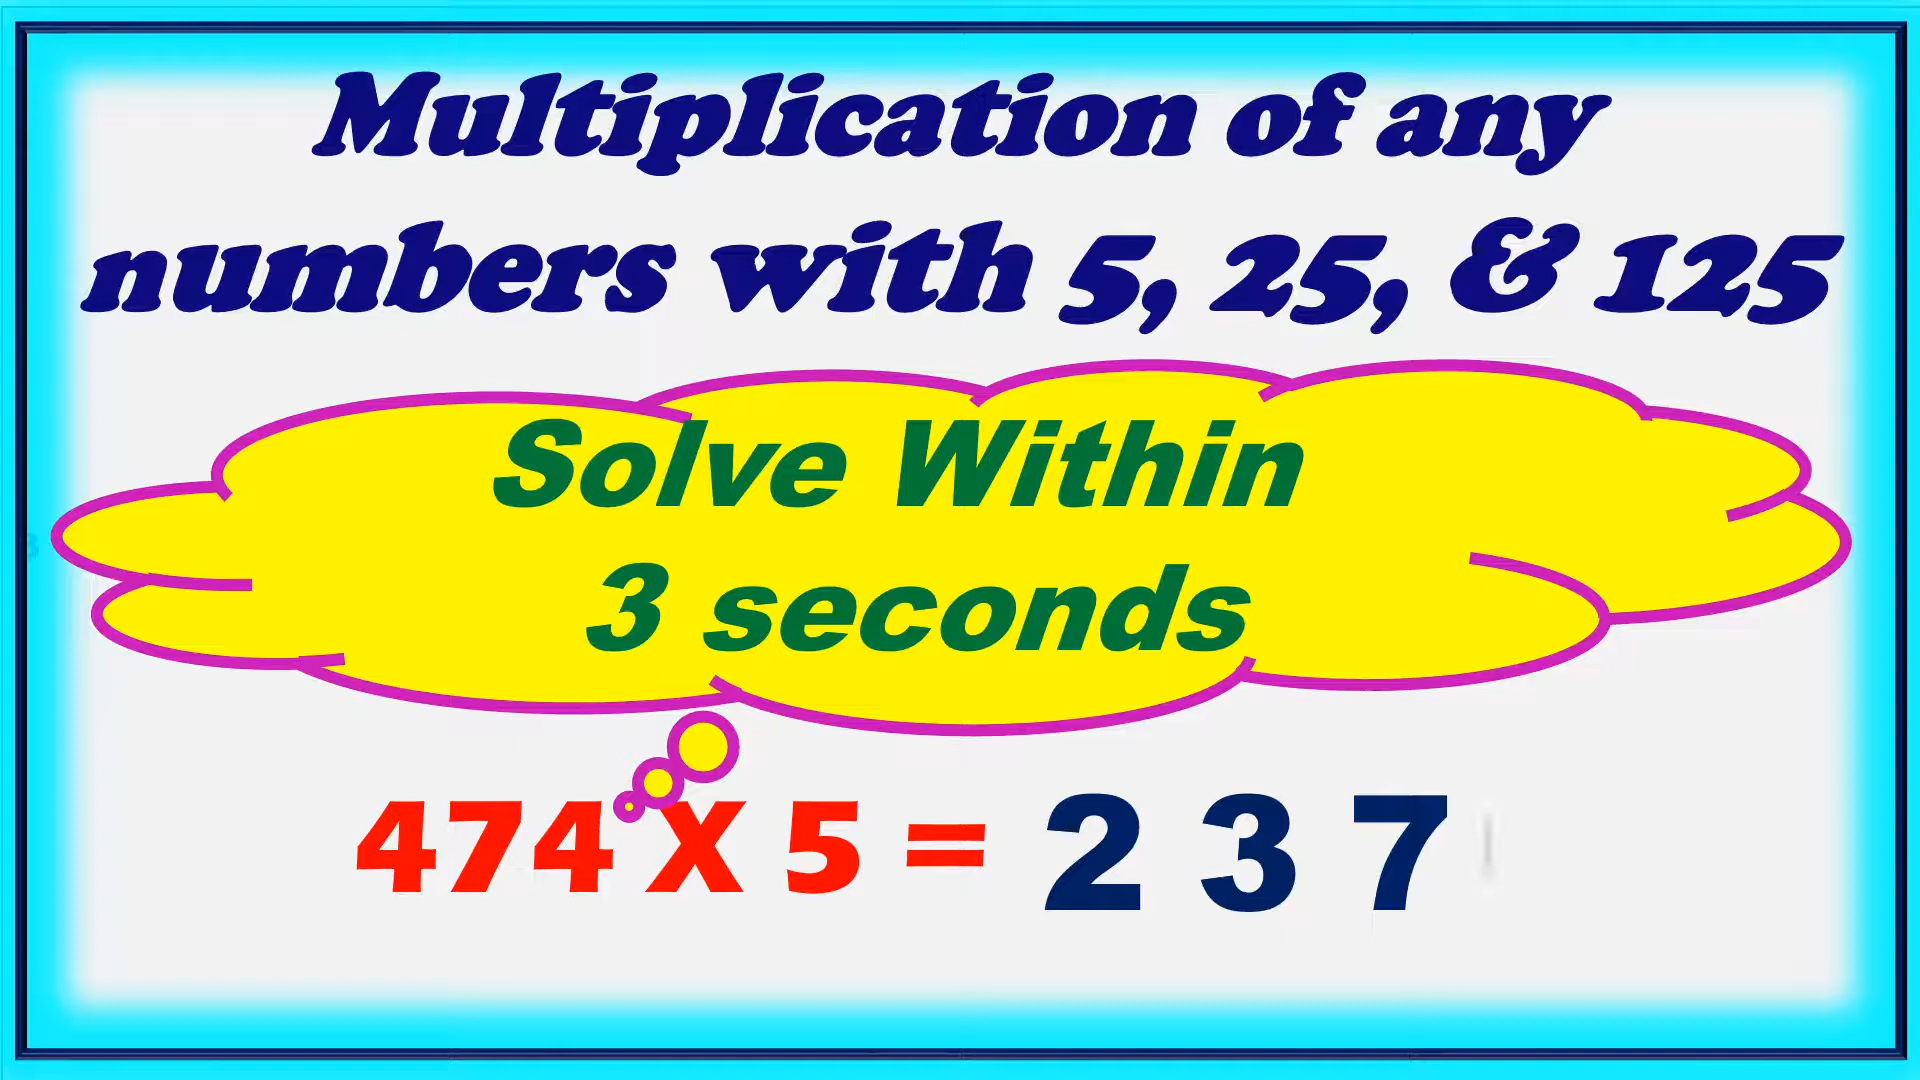 Multiplication of any
numbers with 5, 25, & 125
Solve Within
3 seconds
474 X 5 = 2 3 7